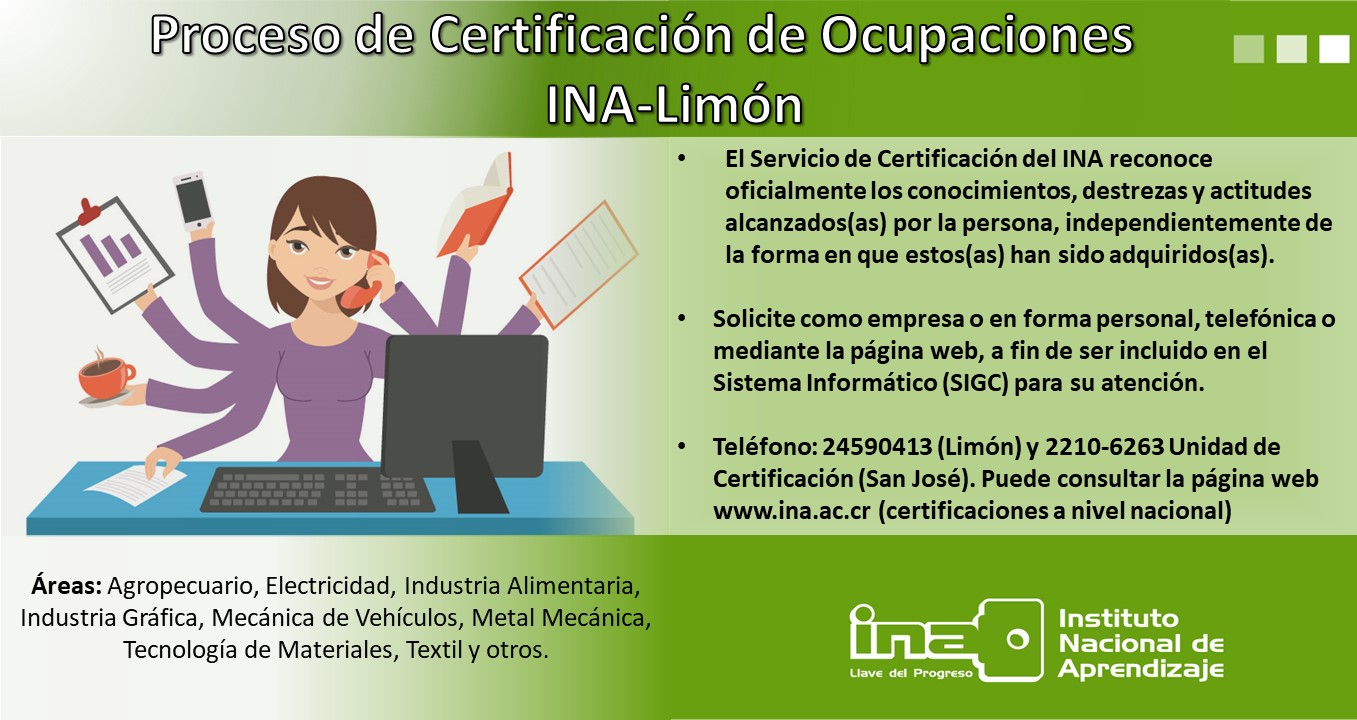 Proceso de Certificación de Ocupaciones
INA-Limón
• El Servicio de Certificación del INA reconoce
oficialmente los conocimientos, destrezas y actitudes
alcanzados(as) por la persona, independientemente de
la forma en que estos(as) han sido adquiridos(as).
• Solicite como empresa o en forma personal, telefónica o
mediante la página web, a fin de ser incluido en el
Sistema Informático (SIGC) para su atención.
• Teléfono: 24590413 (Limón) y 2210-6263 Unidad de
Certificación (San José). Puede consultar la página web
www.ina.ac.cr (certificaciones a nivel nacional)
Áreas: Agropecuario, Electricidad, Industria Alimentaria,
Industria Gráfica, Mecánica de Vehículos, Metal Mecánica,
Tecnología de Materiales, Textil y otros.
ina
Llave del Progreso
Instituto
Nacional de
Aprendizaje